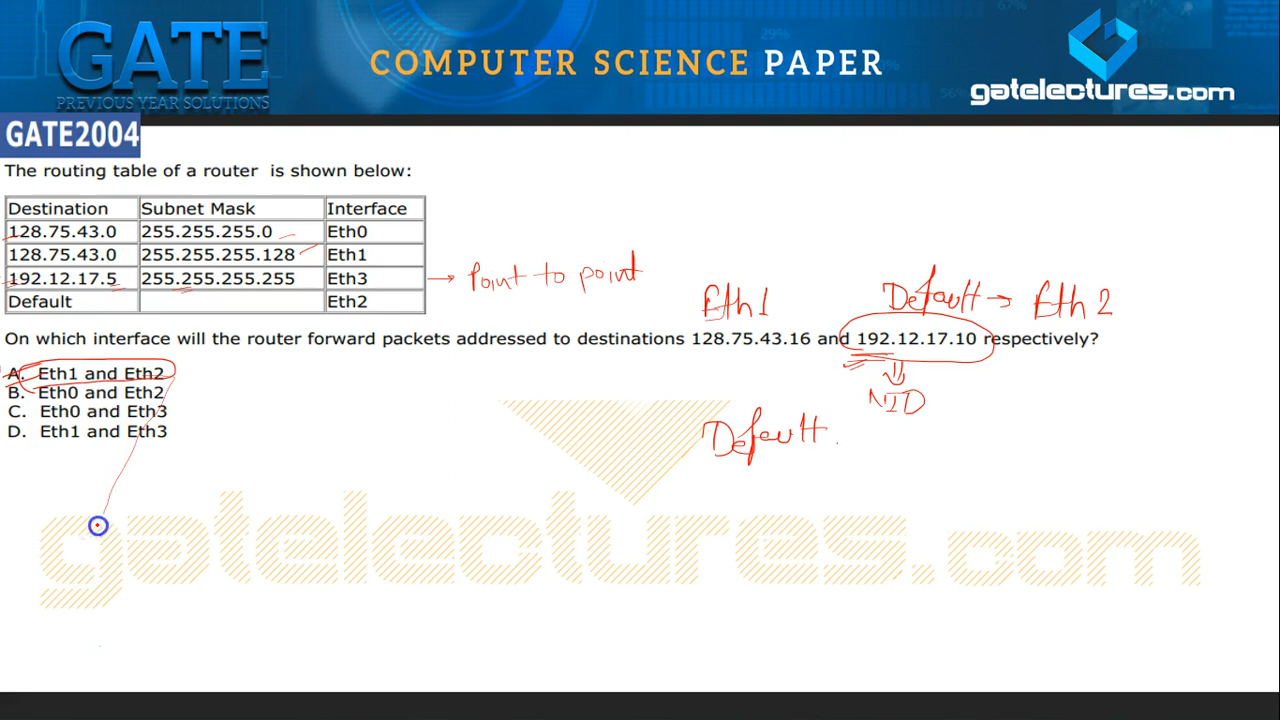 GATE
PREVIOUS YEAR SOLUTIONS
COMPUTER SCIENCE PAPER
gatelectures.com
GATE2004
The routing table of a router is shown below:
Destination Subnet Mask Interface
128.75.43.0 255.255.255.0 Eth0
128.75.43.0 255.255.255.128 Eth1
192.12.17.5 255.255.255.255 Eth3
Default Eth2
→ Point to point
Eth1
Default → Eth2
On which interface will the router forward packets addressed to destinations 128.75.43.16 and 192.12.17.10 respectively?
A. Eth1 and Eth2
B. Eth0 and Eth2
C. Eth0 and Eth3
D. Eth1 and Eth3
NID
Default
gatelectures.com